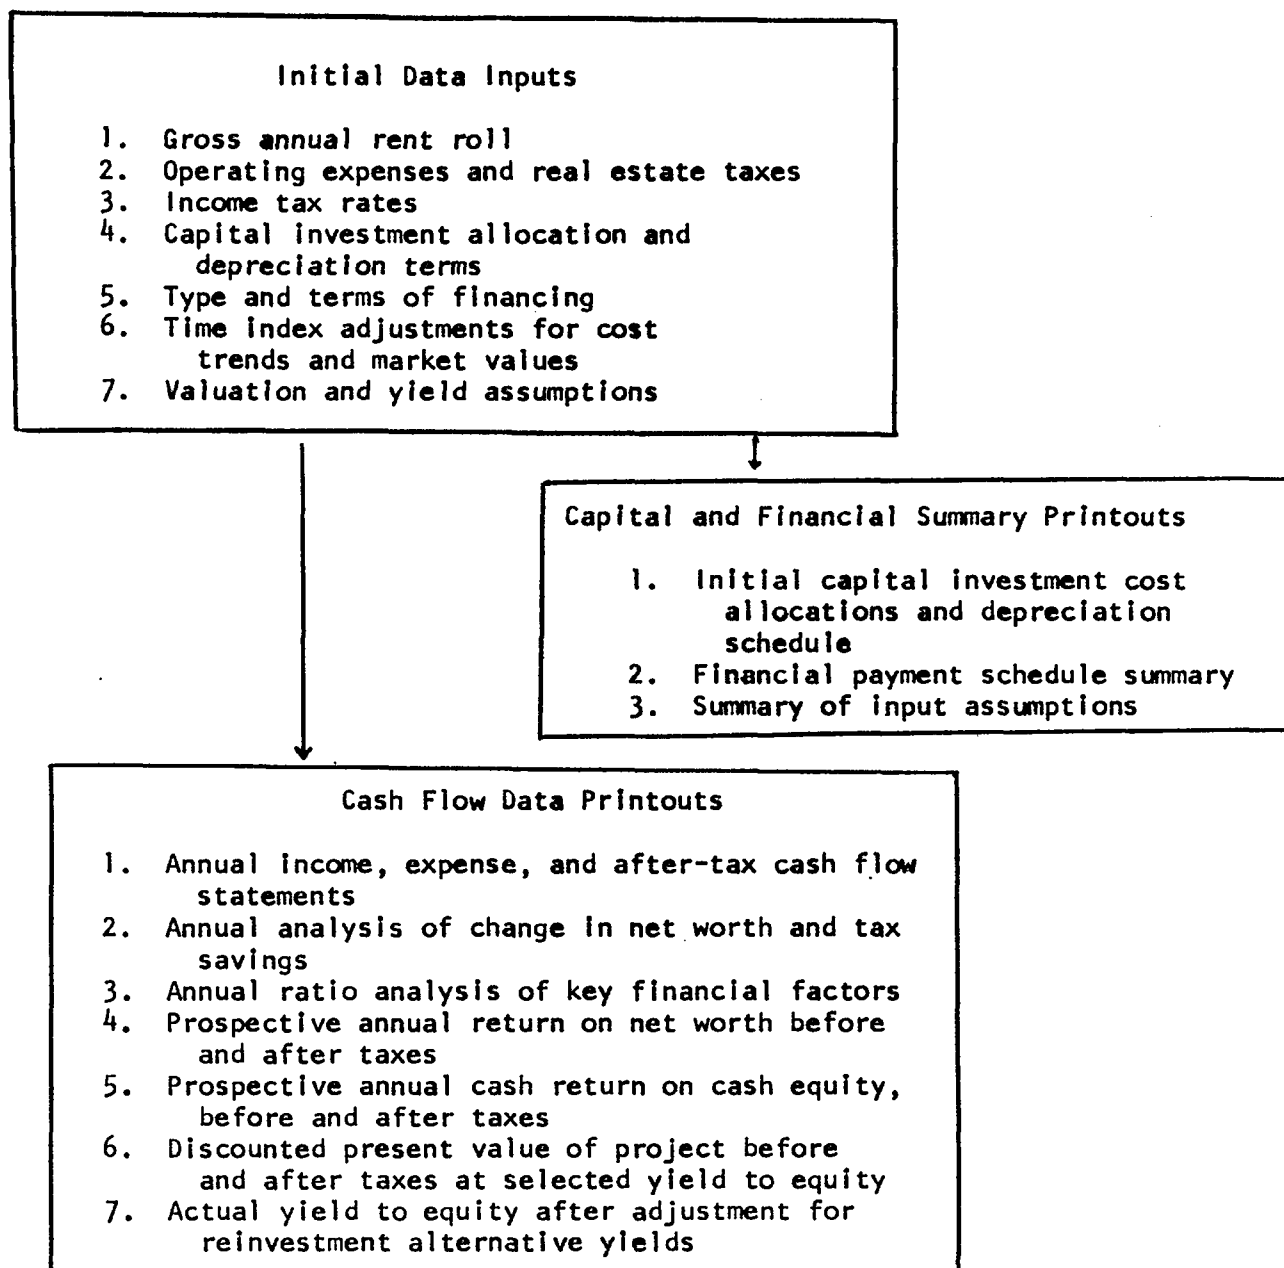 Initial Data Inputs
1. Gross annual rent roll
2. Operating expenses and real estate taxes
3. Income tax rates
4. Capital investment allocation and
depreciation terms
5. Type and terms of financing
6. Time index adjustments for cost
trends and market values
7. Valuation and yield assumptions
Capital and Financial Summary Printouts
1. Initial capital investment cost
allocations and depreciation
schedule
2. Financial payment schedule summary
3. Summary of input assumptions
Cash Flow Data Printouts
1. Annual income, expense, and after-tax cash flow
statements
2. Annual analysis of change in net worth and tax
savings
3. Annual ratio analysis of key financial factors
4. Prospective annual return on net worth before
and after taxes
5. Prospective annual cash return on cash equity,
before and after taxes
6. Discounted present value of project before
and after taxes at selected yield to equity
7. Actual yield to equity after adjustment for
reinvestment alternative yields